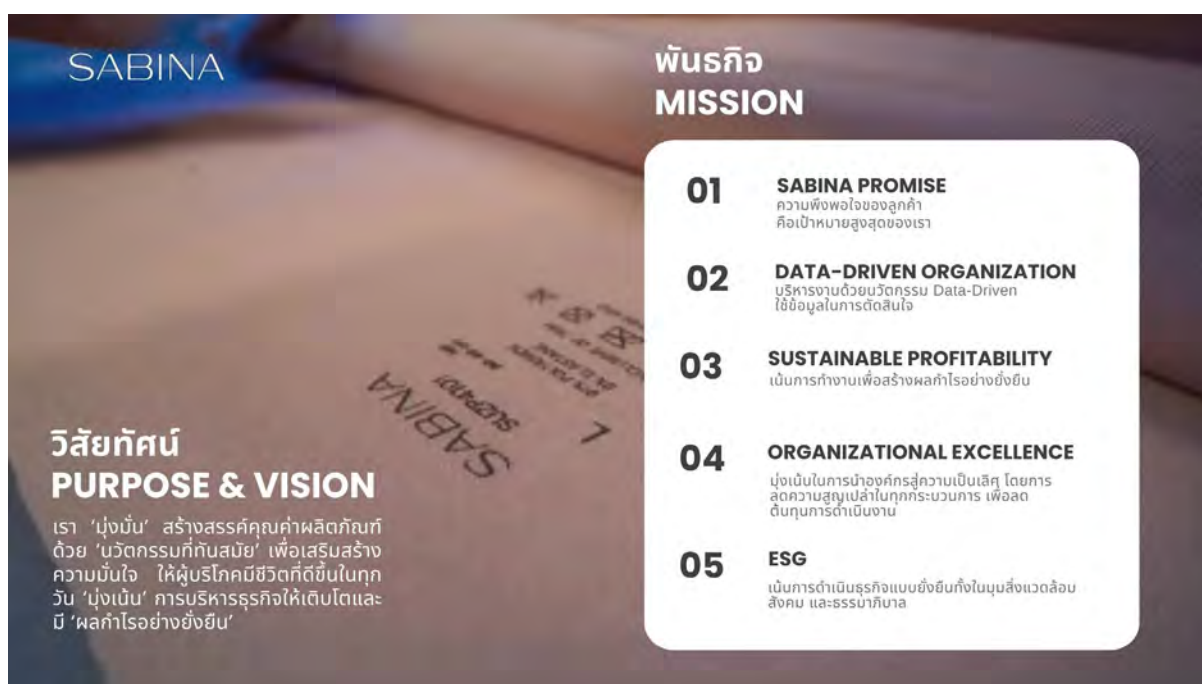 SABINA
วิสัยทัศน์
PURPOSE & VISION
เรา ‘มุ่งมั่น’ สร้างสรรค์คุณค่าผลิตภัณฑ์
ด้วย ‘นวัตกรรมที่ทันสมัย’ เพื่อเสริมสร้าง
ความมั่นใจ ให้ผู้บริโภคมีชีวิตที่ดีขึ้นในทุก
วัน ‘มุ่งเน้น’ การบริหารธุรกิจให้เติบโตและ
มี ‘ผลกำไรอย่างยั่งยืน’
พันธกิจ
MISSION
01
SABINA PROMISE
ความพึงพอใจของลูกค้า
คือเป้าหมายสูงสุดของเรา
02
DATA-DRIVEN ORGANIZATION
บริหารงานด้วยนวัตกรรม Data-Driven
ใช้ข้อมูลในการตัดสินใจ
03
SUSTAINABLE PROFITABILITY
เน้นการทำงานเพื่อสร้างผลกำไรอย่างยั่งยืน
04
ORGANIZATIONAL EXCELLENCE
มุ่งเน้นในการนำองค์กรสู่ความเป็นเลิศ โดยการ
ลดความสูญเปล่าในทุกกระบวนการ เพื่อลด
ต้นทุนการดำเนินงาน
05
ESG
เน้นการดำเนินธุรกิจแบบยั่งยืนทั้งในมุมสิ่งแวดล้อม
สังคม และธรรมาภิบาล
SABINA
L